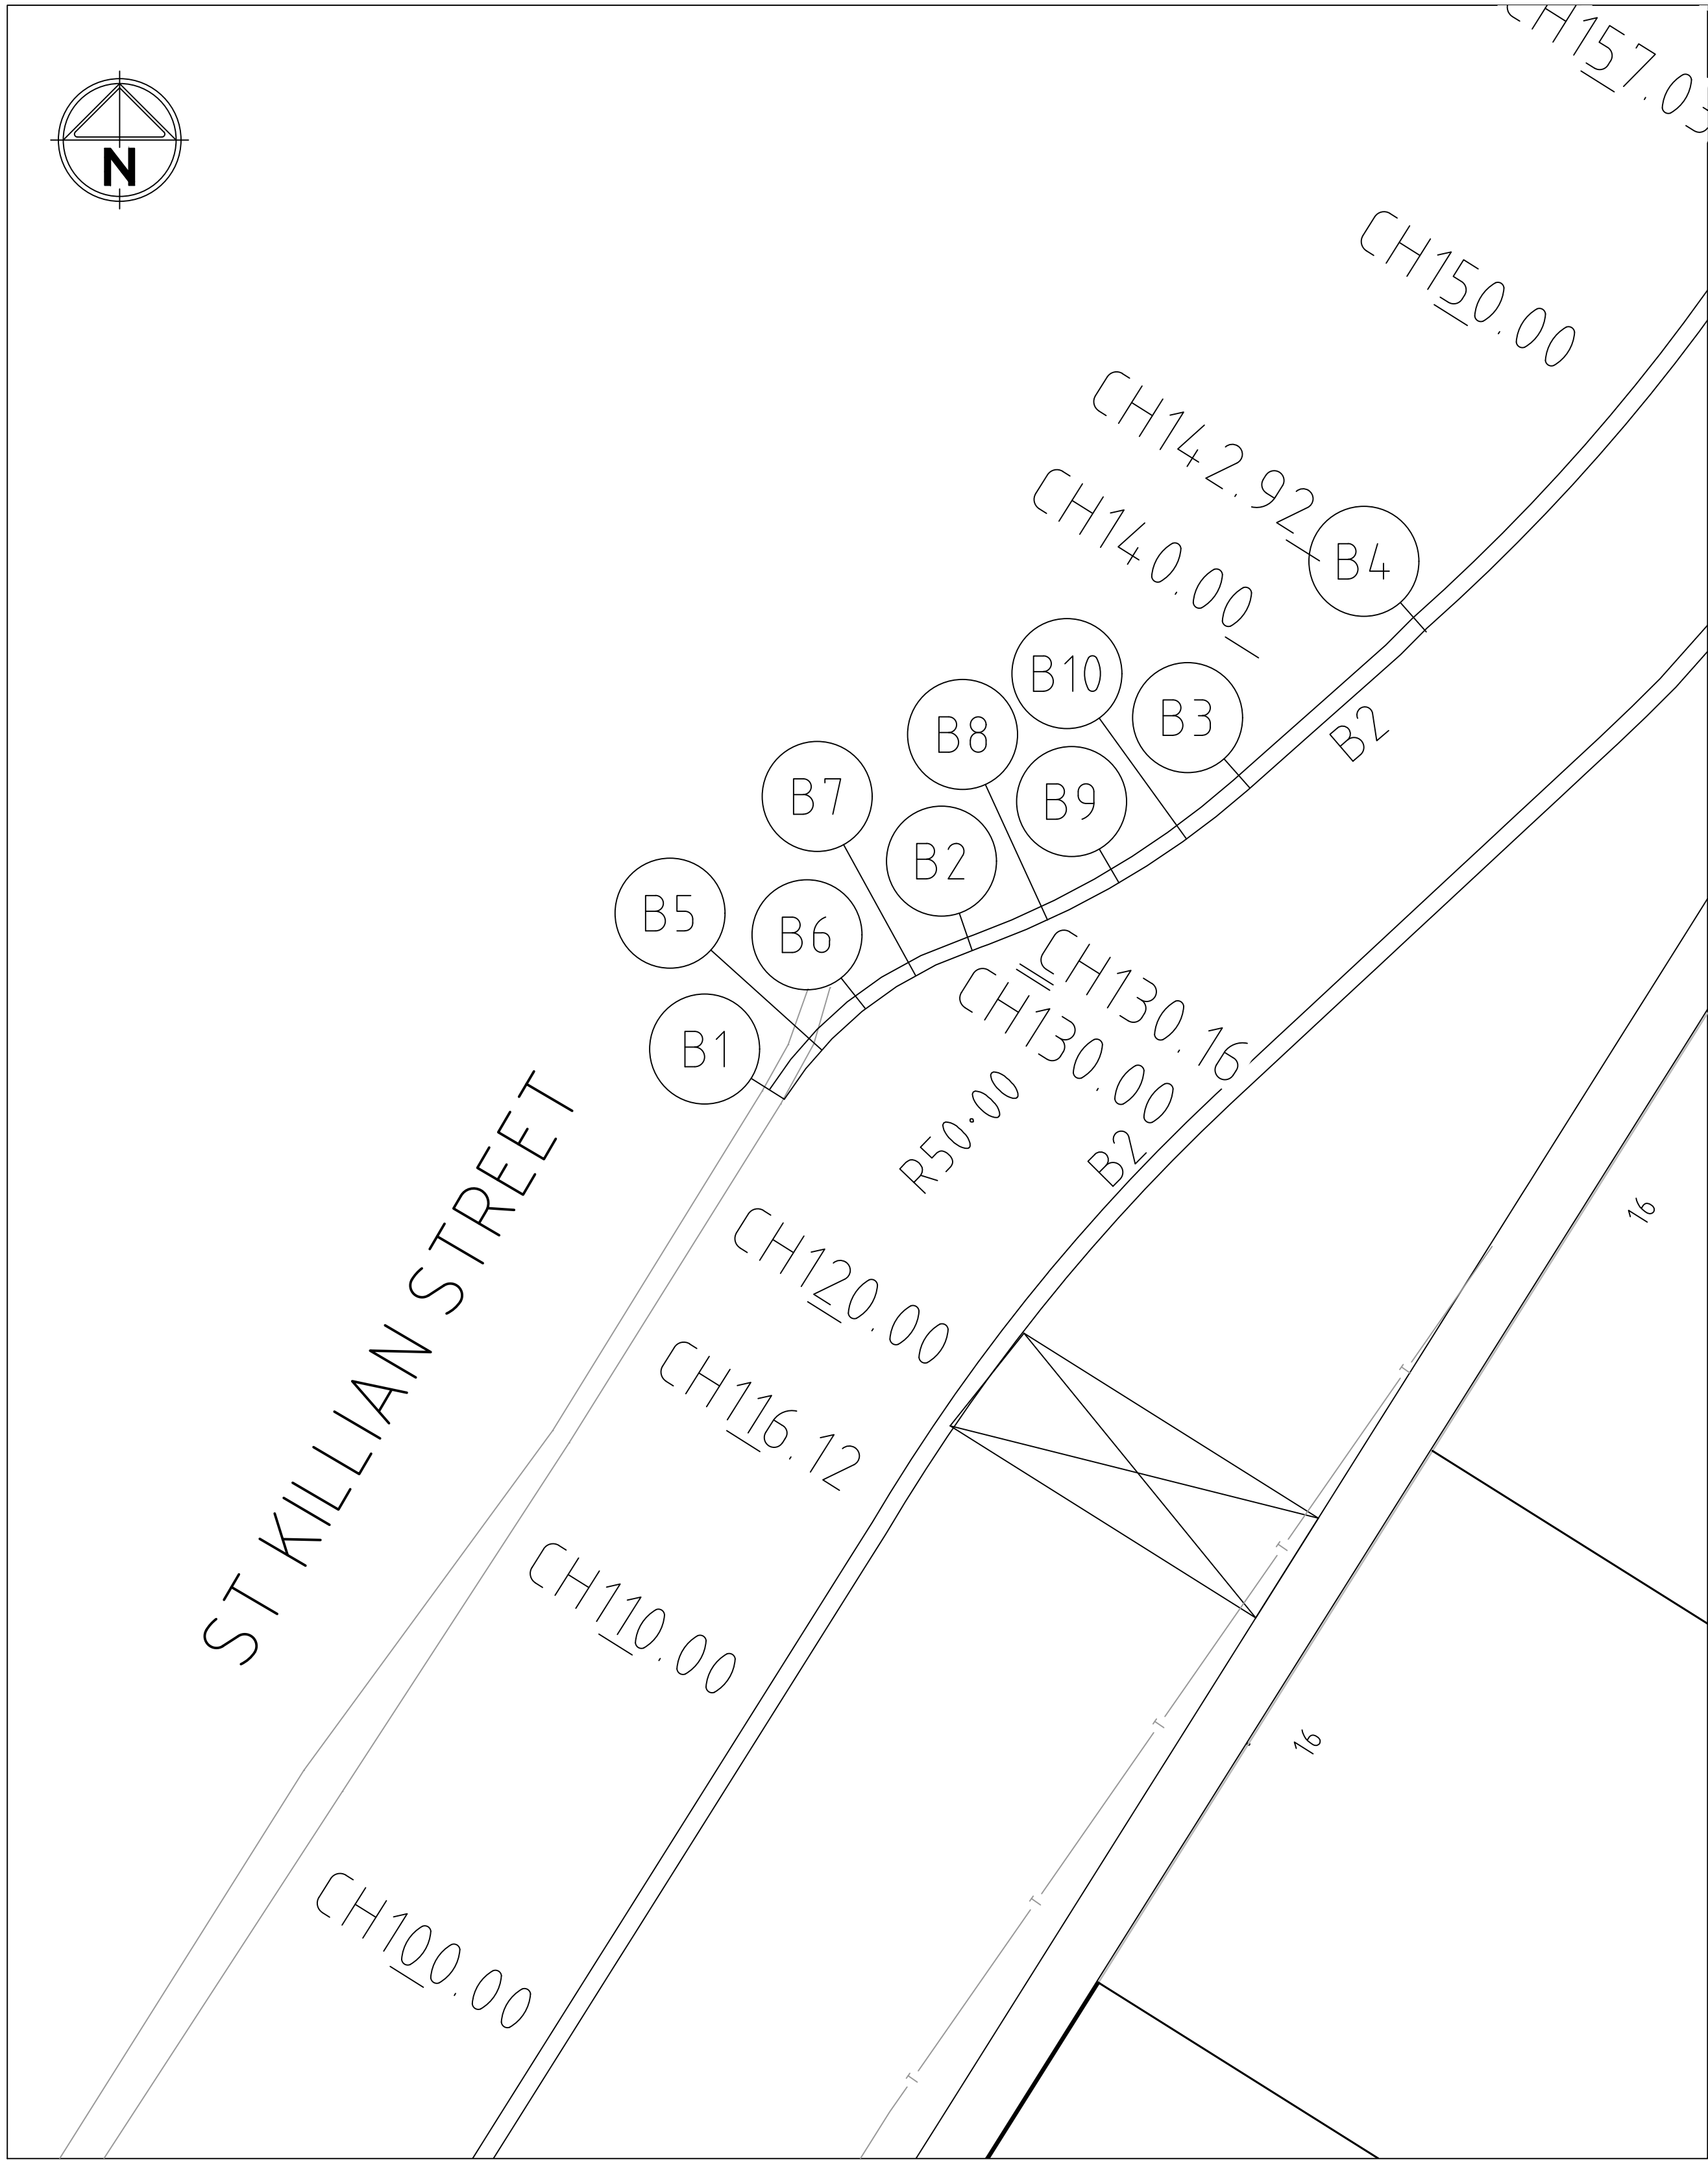 CH157.0
N
CH150.00
CH142.92
CH140.00
B4
B10
B3
B2
B8
B7
B9
B2
B5
B6
B1
CH130.16
CH130.00
R50.00
B2
ST KILLIAN STREET
16
CH120.00
T
CH116.12
T
CH110.00
T
16
T
CH100.00
T